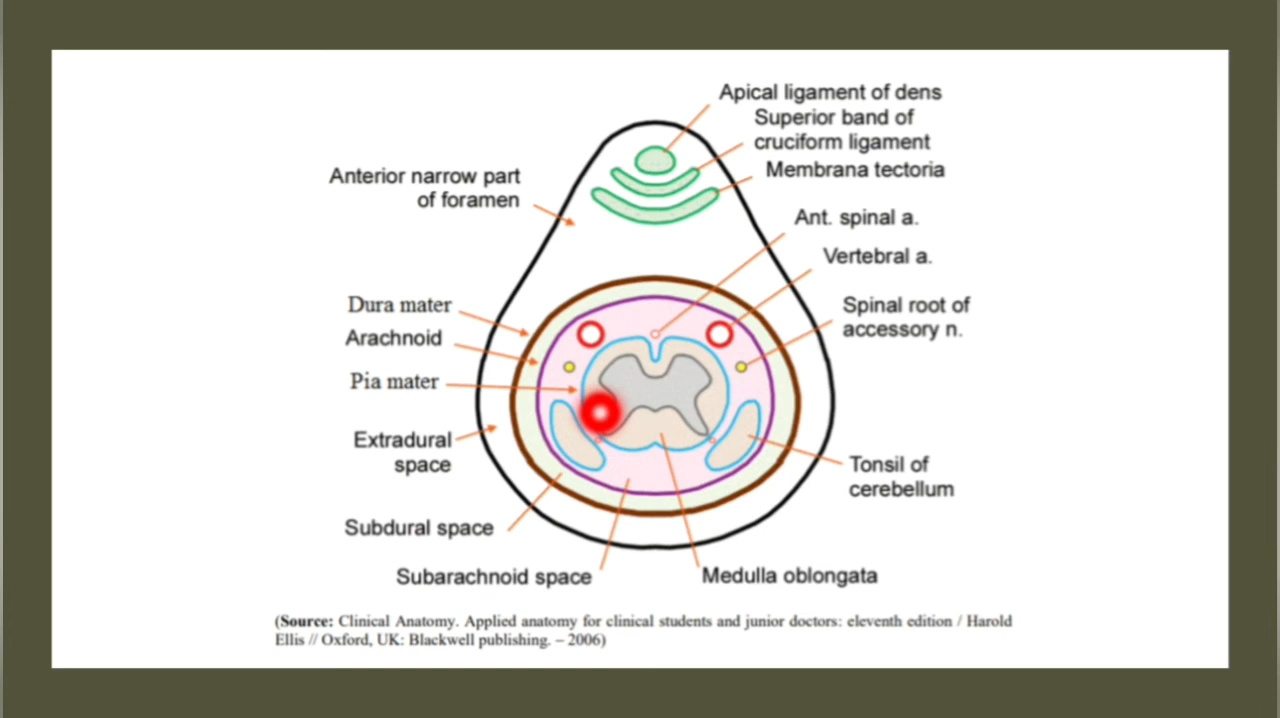 Apical ligament of dens
Superior band of
cruciform ligament
Membrana tectoria
Anterior narrow part
of foramen
Ant. spinal a.
Vertebral a.
Dura mater
Spinal root of
accessory n.
Arachnoid
Pia mater
Extradural
space
Tonsil of
cerebellum
Subdural space
Subarachnoid space
Medulla oblongata
(Source: Clinical Anatomy. Applied anatomy for clinical students and junior doctors: eleventh edition / Harold
Ellis // Oxford, UK: Blackwell publishing. – 2006)